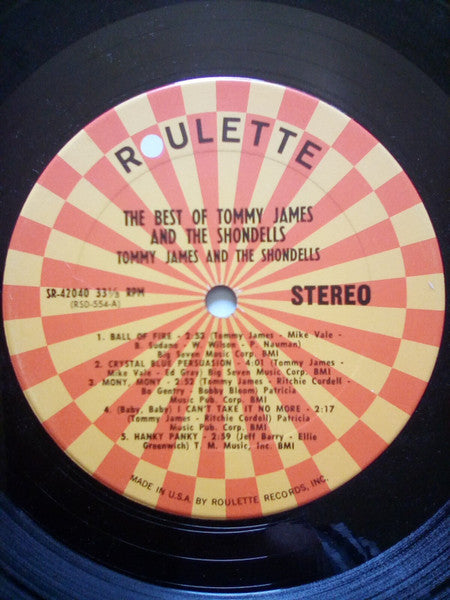 ROULETTE
THE BEST OF TOMMY JAMES
AND THE SHONDELLS
TOMMY JAMES AND THE SHONDELLS
SR-42040 33⅓ RPM
(RSD-554-A)
STEREO
1. BALL OF FIRE - 2:53 (Tommy James - Mike Vale -
B. Sudano - W. Wilson - P. Nauman)
Big Seven Music Corp. BMI
2. CRYSTAL BLUE PERSUASION - 4:01 (Tommy James -
Mike Vale - Ed Gray) Big Seven Music Corp. BMI
3. MONY, MONY - 2:52 (Tommy James - Ritchie Cordell -
Bo Gentry - Bobby Bloom) Patricia
Music Pub. Corp. BMI
4. (Baby, Baby) I CAN'T TAKE IT NO MORE - 2:17
(Tommy James - Ritchie Cordell) Patricia
Music Pub. Corp. BMI
5. HANKY PANKY - 2:59 (Jeff Barry - Ellie
Greenwich) T. M. Music, Inc. BMI
MADE IN U.S.A. BY ROULETTE RECORDS, INC.